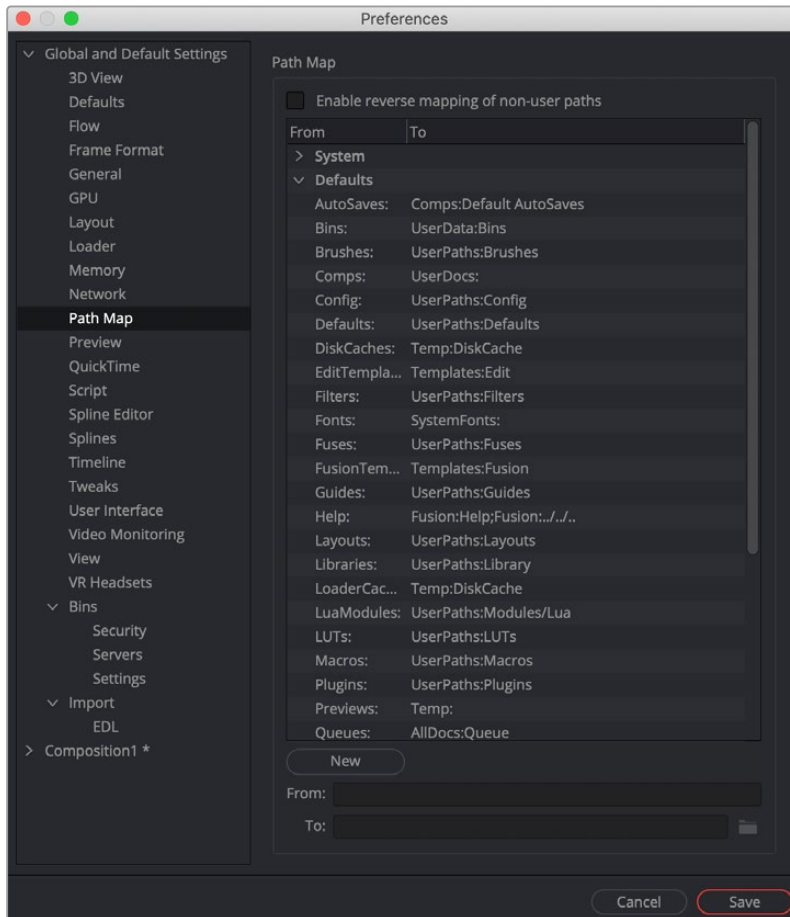 Preferences
Global and Default Settings
3D View
Defaults
Flow
Frame Format
General
GPU
Layout
Loader
Memory
Network
Path Map
Preview
QuickTime
Script
Spline Editor
Splines
Timeline
Tweaks
User Interface
Video Monitoring
View
VR Headsets
Bins
Security
Servers
Settings
Import
EDL
Composition1 *
Path Map
Enable reverse mapping of non-user paths
From To
System
Defaults
AutoSaves: Comps:Default AutoSaves
Bins: UserData:Bins
Brushes: UserPaths:Brushes
Comps: UserDocs:
Config: UserPaths:Config
Defaults: UserPaths:Defaults
DiskCaches: Temp:DiskCache
EditTempla... Templates:Edit
Filters: UserPaths:Filters
Fonts: SystemFonts:
Fuses: UserPaths:Fuses
FusionTem... Templates:Fusion
Guides: UserPaths:Guides
Help: Fusion:Help;Fusion:../../..
Layouts: UserPaths:Layouts
Libraries: UserPaths:Library
LoaderCac... Temp:DiskCache
LuaModules: UserPaths:Modules/Lua
LUTs: UserPaths:LUTs
Macros: UserPaths:Macros
Plugins: UserPaths:Plugins
Previews: Temp:
Queues: AllDocs:Queue
New
From:
To:
Cancel Save